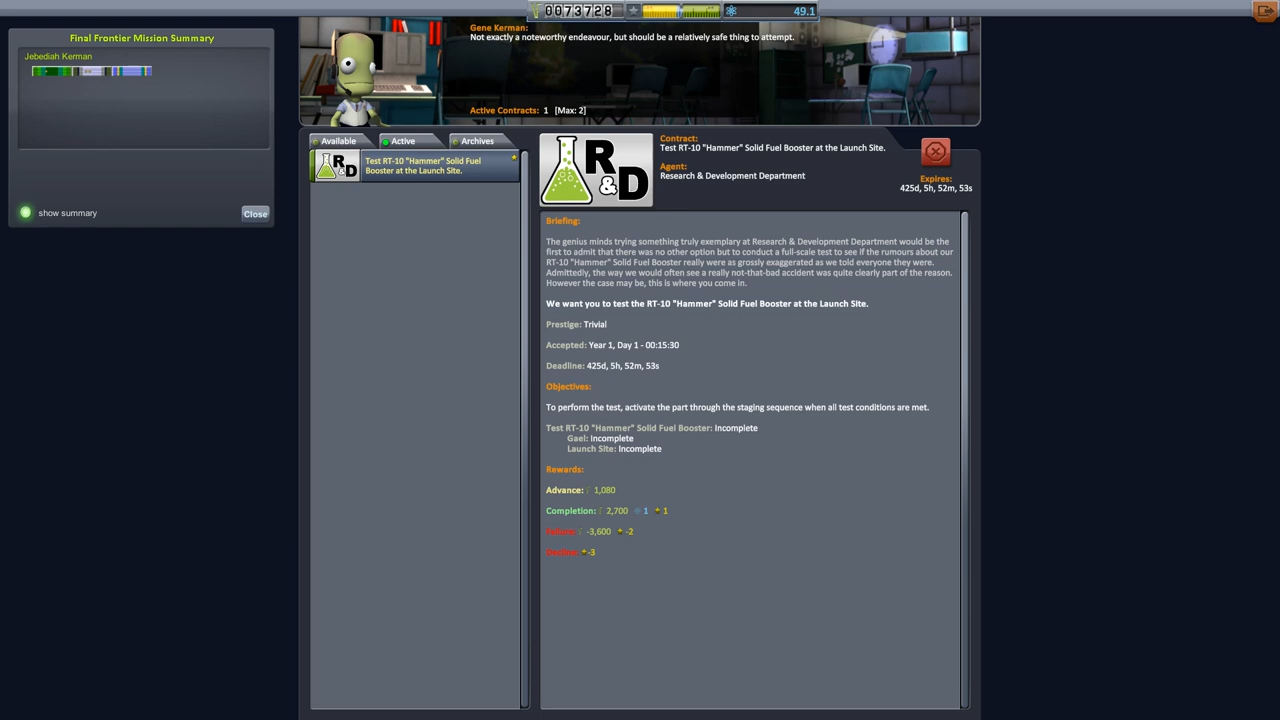 0073728
49.1
Final Frontier Mission Summary
Jebediah Kerman
show summary
Close
Gene Kerman:
Not exactly a noteworthy endeavour, but should be a relatively safe thing to attempt.
Active Contracts: 1 [Max: 2]
Available
Active
Archives
R&D
Test RT-10 "Hammer" Solid Fuel
Booster at the Launch Site.
R&D
Contract:
Test RT-10 "Hammer" Solid Fuel Booster at the Launch Site.
Agent:
Research & Development Department
Expires:
425d, 5h, 52m, 53s
Briefing:
The genius minds trying something truly exemplary at Research & Development Department would be the
first to admit that there was no other option but to conduct a full-scale test to see if the rumours about our
RT-10 "Hammer" Solid Fuel Booster really were as grossly exaggerated as we told everyone they were.
Admittedly, the way we would often see a really not-that-bad accident was quite clearly part of the reason.
However the case may be, this is where you come in.
We want you to test the RT-10 "Hammer" Solid Fuel Booster at the Launch Site.
Prestige: Trivial
Accepted: Year 1, Day 1 - 00:15:30
Deadline: 425d, 5h, 52m, 53s
Objectives:
To perform the test, activate the part through the staging sequence when all test conditions are met.
Test RT-10 "Hammer" Solid Fuel Booster: Incomplete
Gael: Incomplete
Launch Site: Incomplete
Rewards:
Advance: 1,080
Completion: 2,700 1 1
Failure: -3,600 -2
Decline: -3